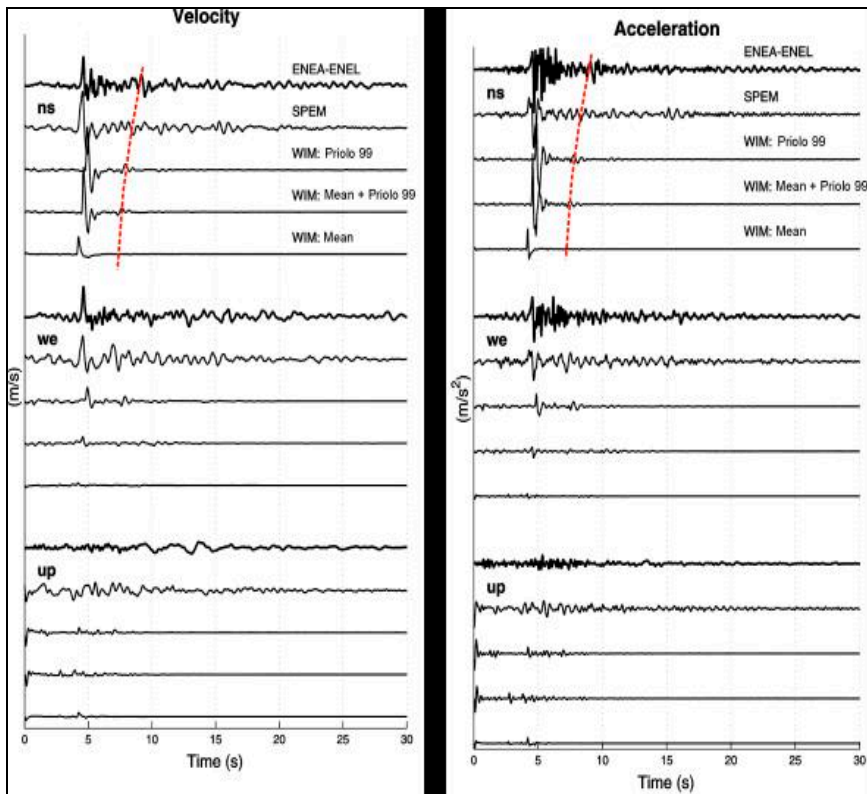 Velocity
ENEA-ENEL
ns
SPEM
WIM: Priolo 99
WIM: Mean + Priolo 99
WIM: Mean
we
(m/s)
up
0 5 10 15 20 25 30
Time (s)
Acceleration
ENEA-ENEL
ns
SPEM
WIM: Priolo 99
WIM: Mean + Priolo 99
WIM: Mean
we
(m/s²)
up
0 5 10 15 20 25 30
Time (s)